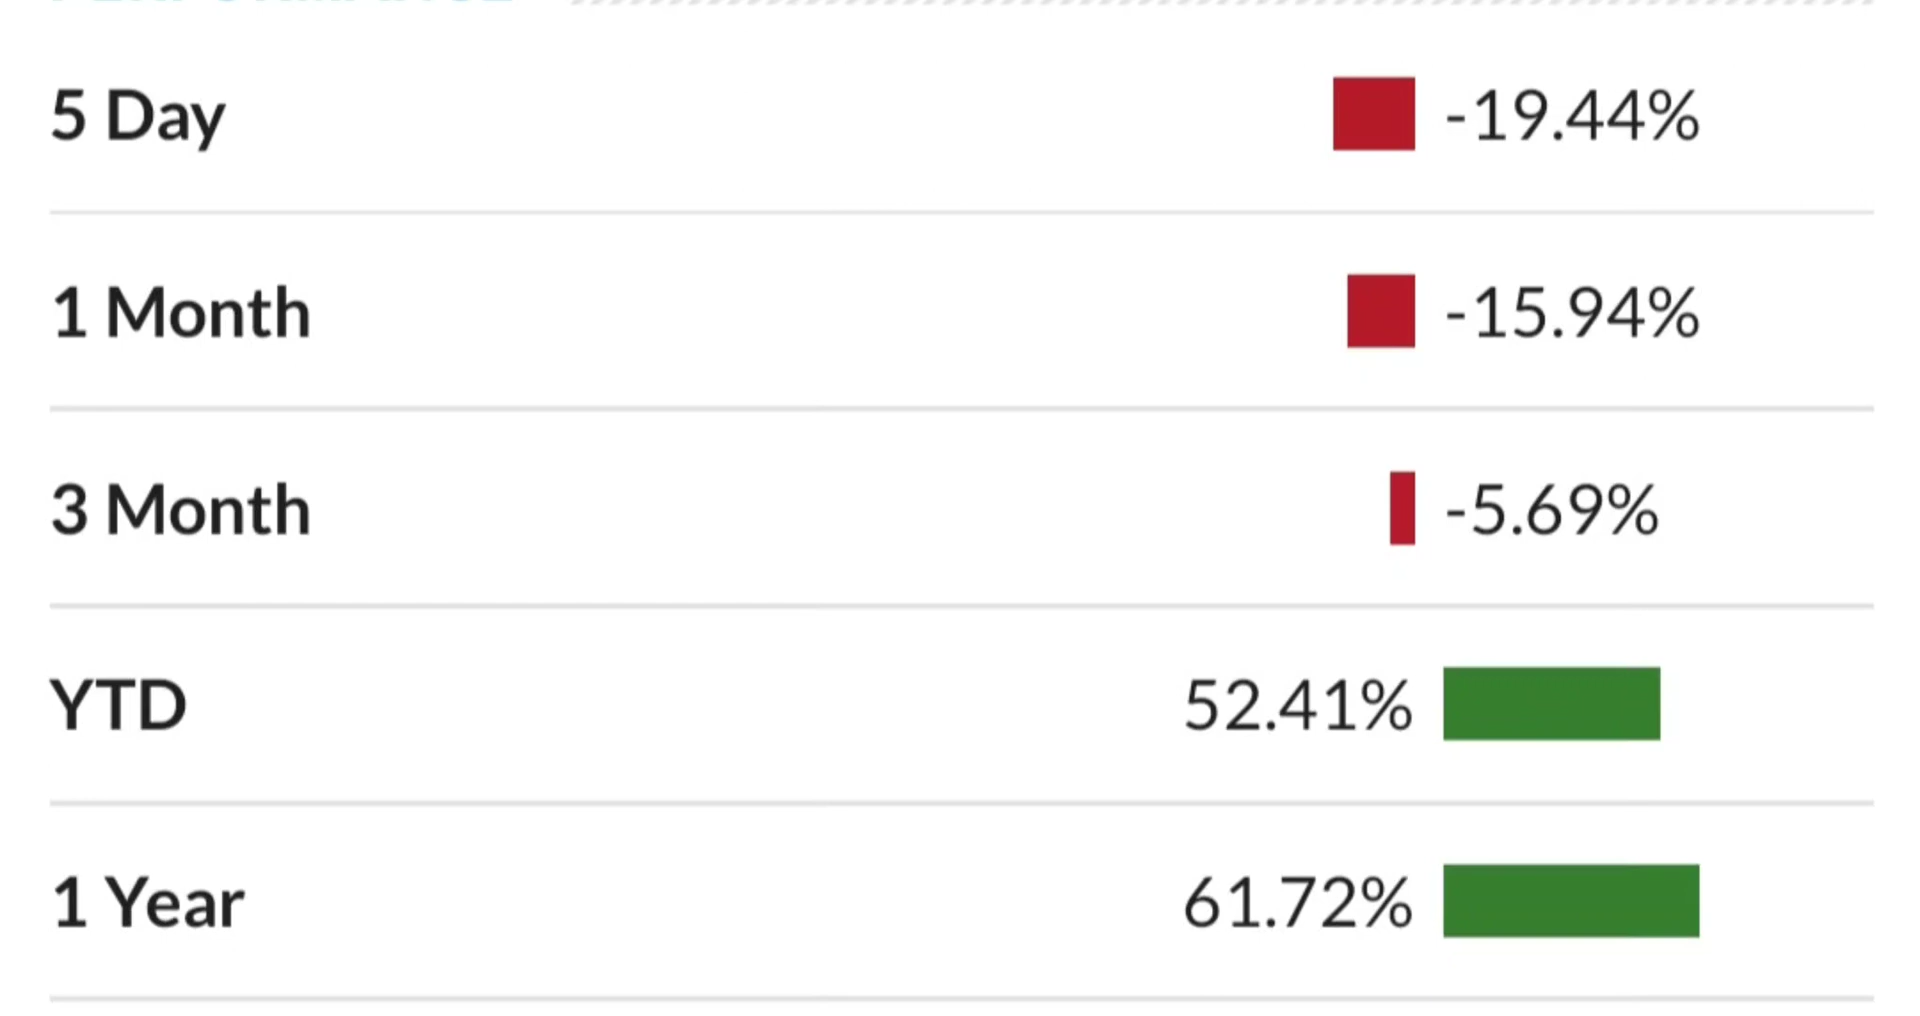 PERFORMANCE
5 Day -19.44%
1 Month -15.94%
3 Month -5.69%
YTD 52.41%
1 Year 61.72%